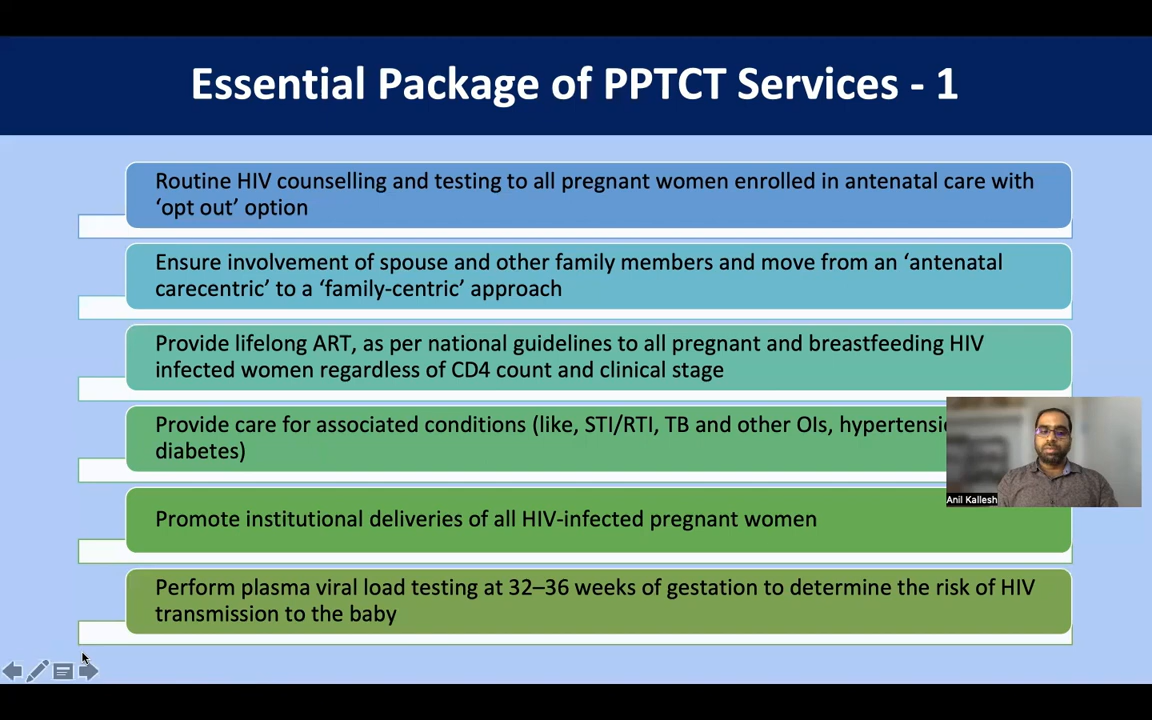 Essential Package of PPTCT Services - 1
Routine HIV counselling and testing to all pregnant women enrolled in antenatal care with
‘opt out’ option
Ensure involvement of spouse and other family members and move from an ‘antenatal
carecentric’ to a ‘family-centric’ approach
Provide lifelong ART, as per national guidelines to all pregnant and breastfeeding HIV
infected women regardless of CD4 count and clinical stage
Provide care for associated conditions (like, STI/RTI, TB and other OIs,
diabetes)
Promote institutional deliveries of all HIV-infected pregnant women
Perform plasma viral load testing at 32–36 weeks of gestation to determine the risk of HIV
transmission to the baby
Anil Kallesh